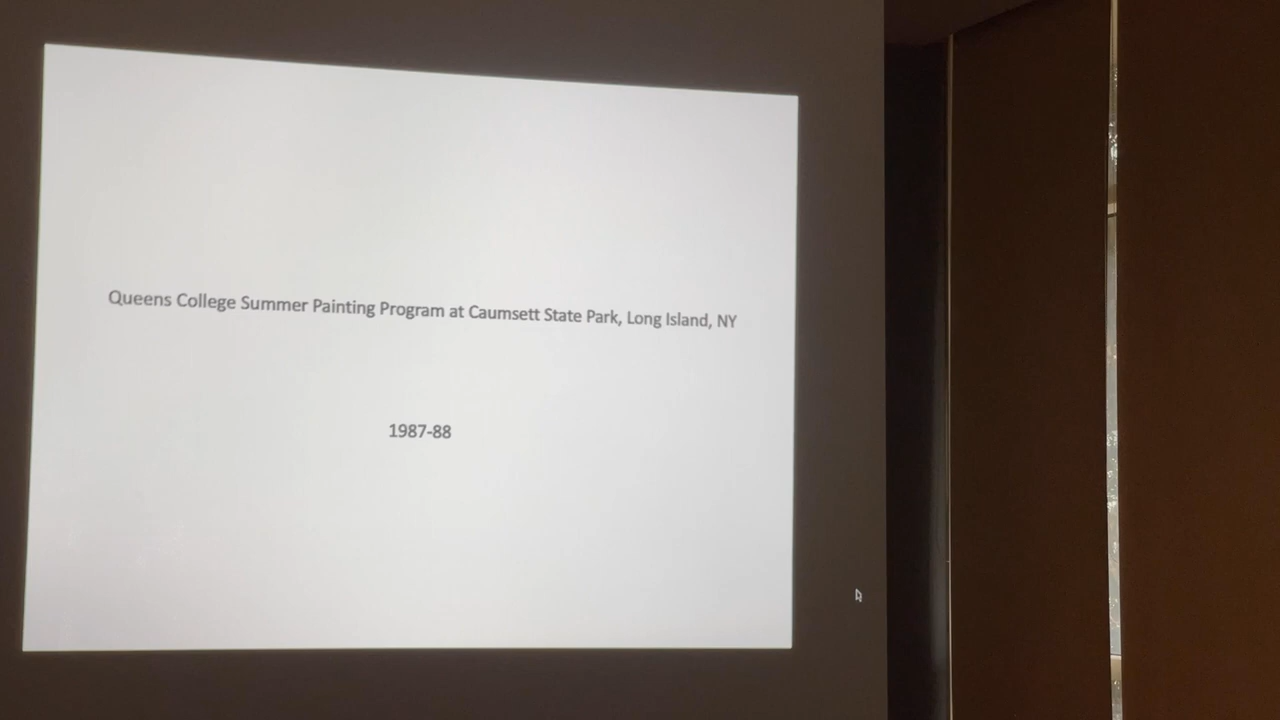 Queens College Summer Painting Program at Caumsett State Park, Long Island, NY
1987-88